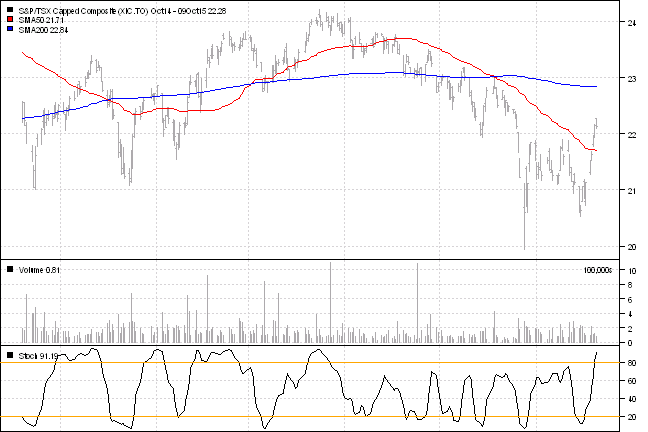 S&P/TSX Capped Composite (XIC.TO) Oct14 - 09Oct15 22.28
SMA50 21.71
SMA200 22.84
24
23
22
21
20
Volume 0.81
100,000s
10
8
6
4
2
0
Stoch 91.19
80
60
40
20